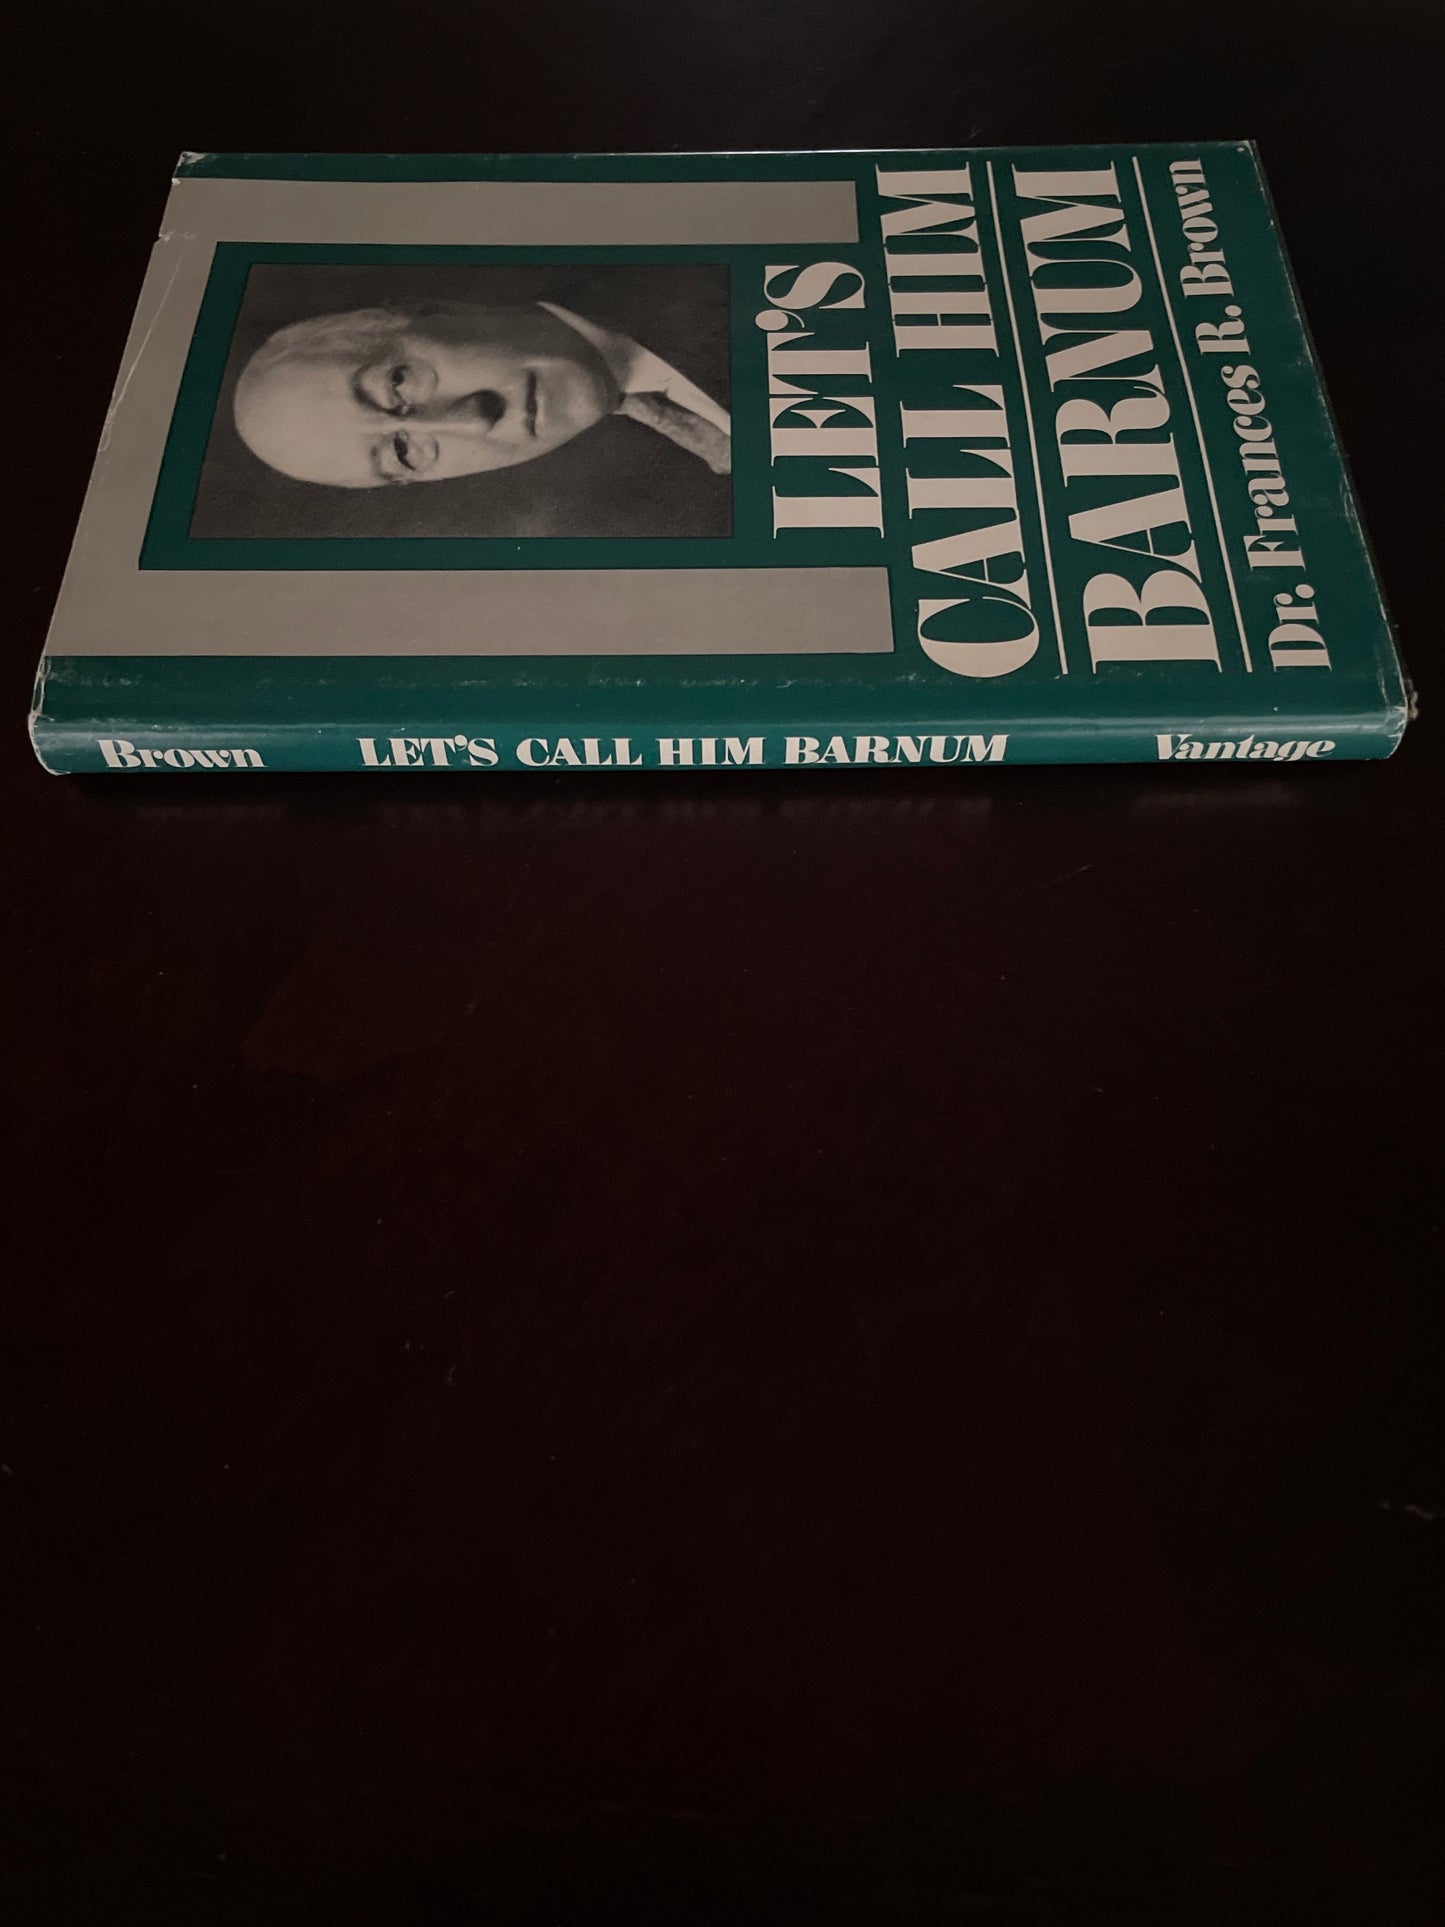 LET'S
CALL HIM
BARNUM
Dr. Frances R. Brown
Brown LET'S CALL HIM BARNUM Vantage